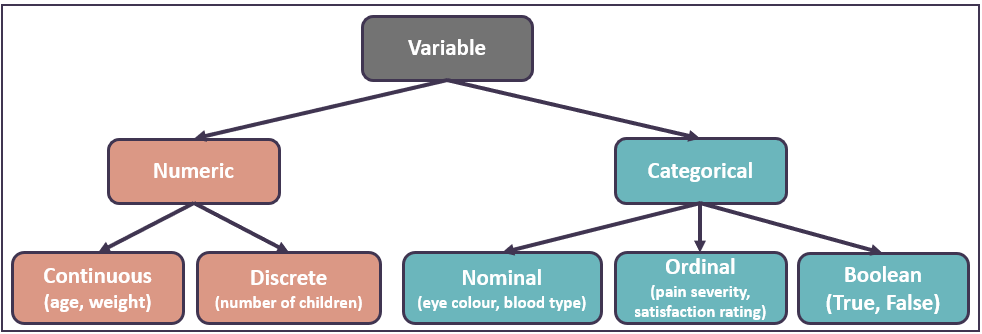 Variable
Numeric
Categorical
Continuous
(age, weight)
Discrete
(number of children)
Nominal
(eye colour, blood type)
Ordinal
(pain severity,
satisfaction rating)
Boolean
(True, False)